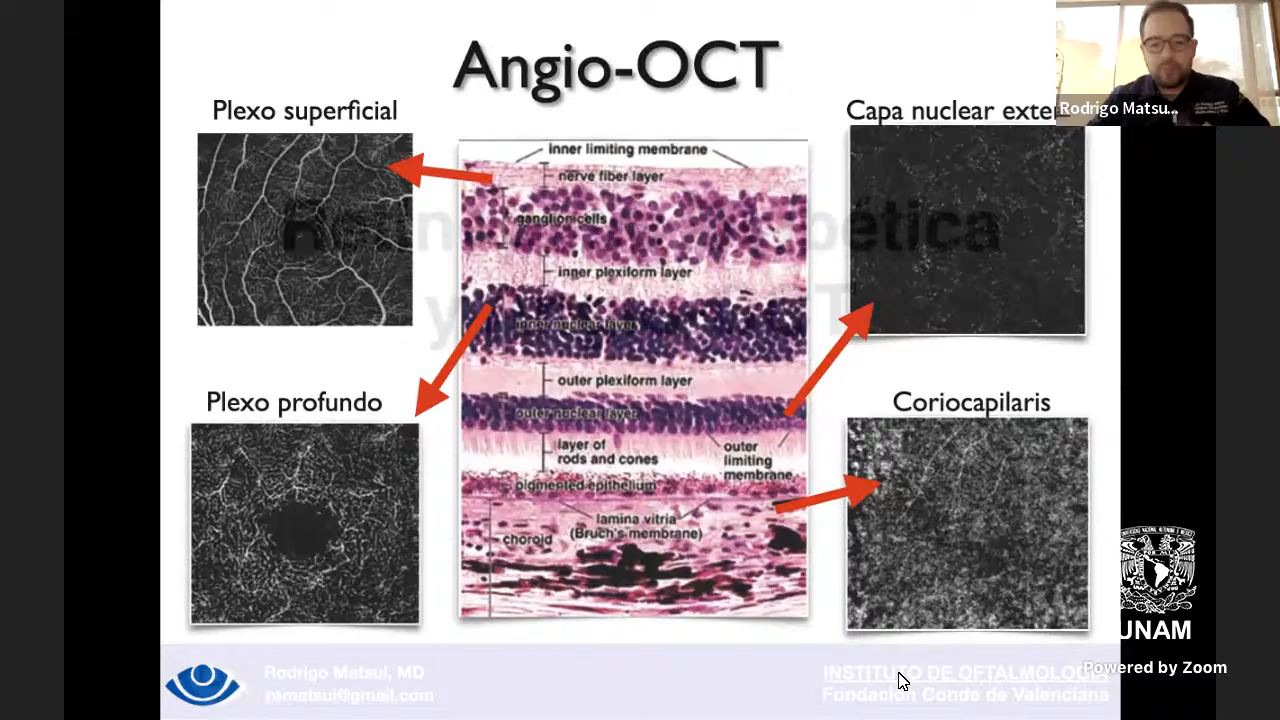 Angio-OCT
Plexo superficial
Capa nuclear exter
Rodrigo Matsu...
inner limiting membrane
nerve fiber layer
ganglionicells
inner plexiform layer
inner nuclear layer
outer plexiform layer
outer nuclear layer
layer of
rods and cones
outer
limiting
membrane
pigmented epithelium
lamina vitria
(Bruch's membrane)
choroid
Plexo profundo
Coriocapilaris
UNAM
Powered by Zoom
Rodrigo Matsui, MD
ramatsui@gmail.com
INSTITUTO DE OFTALMOLOGIA
Fundación Conde de Valenciana